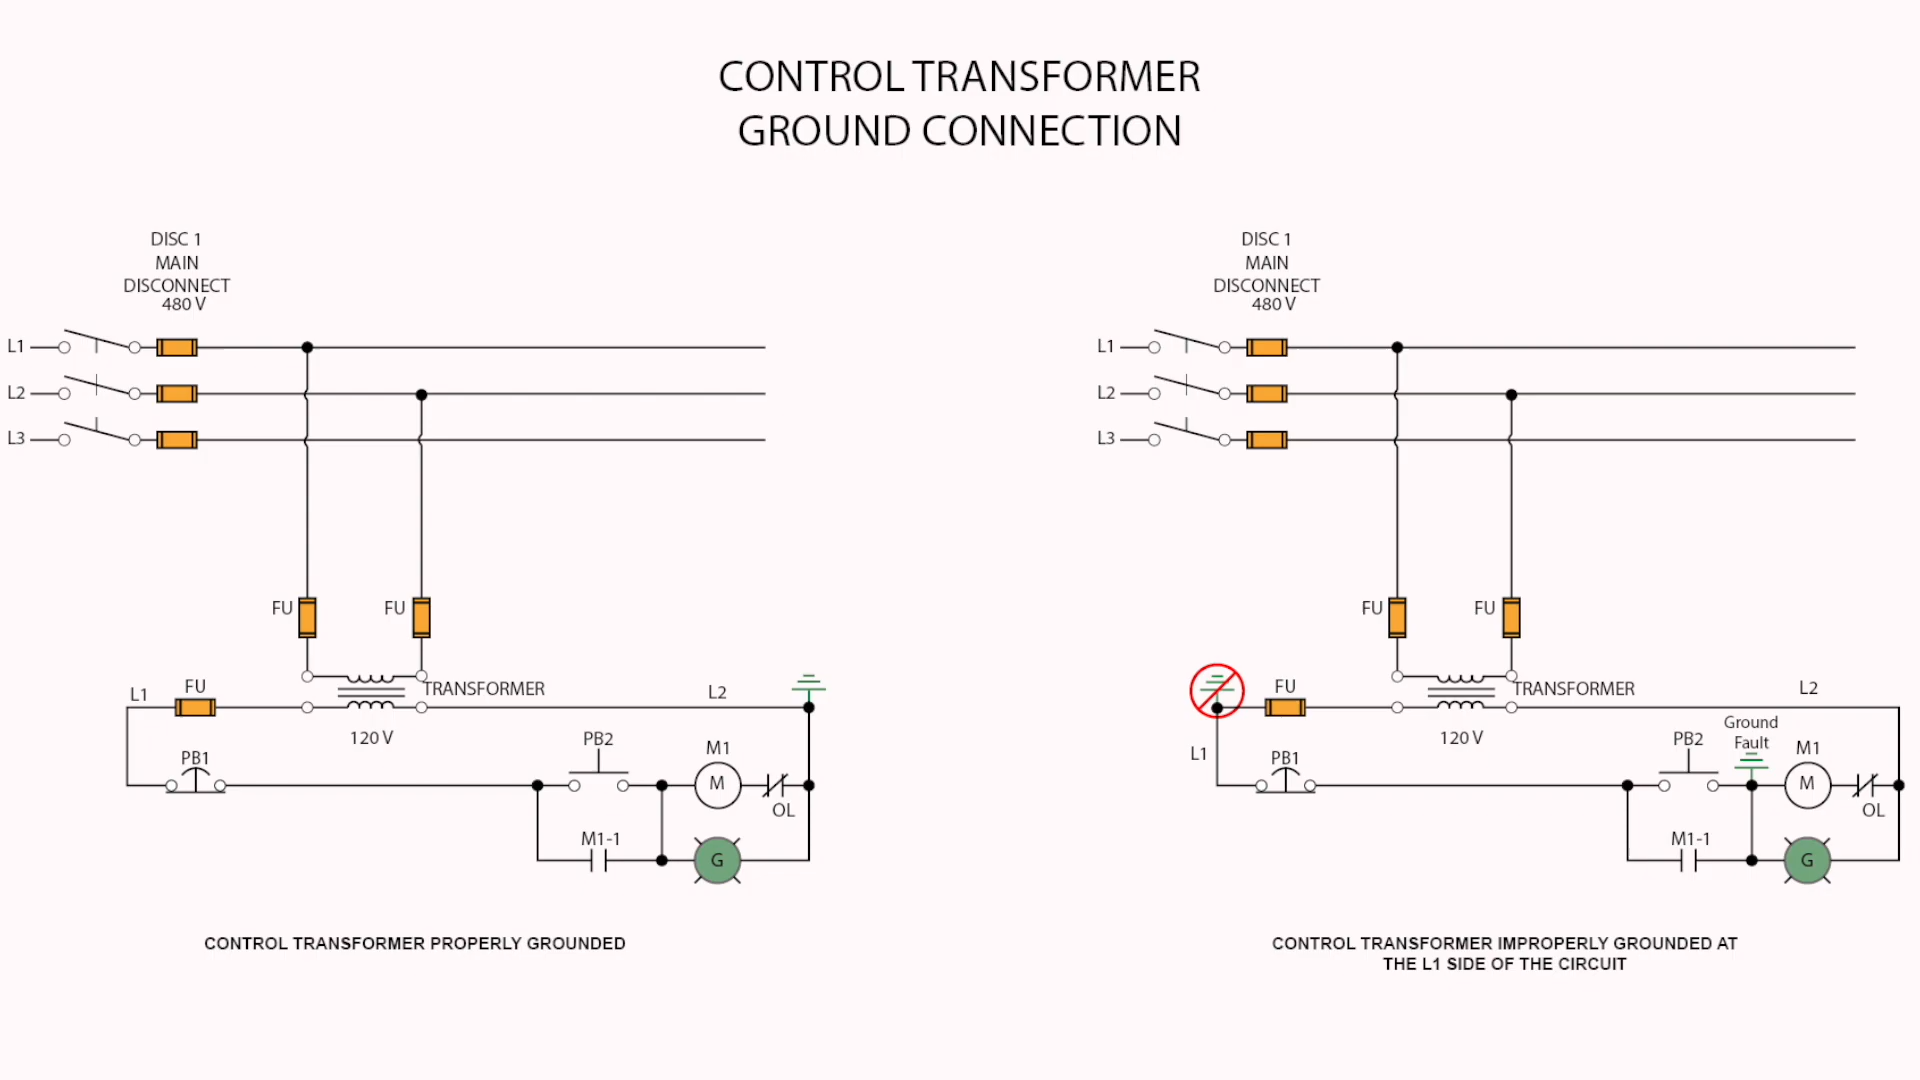 CONTROL TRANSFORMER
GROUND CONNECTION
DISC 1
MAIN
DISCONNECT
480 V
L1
L2
L3
FU
FU
TRANSFORMER
L1
FU
L2
120 V
PB1
PB2
M1
M
OL
M1-1
G
CONTROL TRANSFORMER PROPERLY GROUNDED
DISC 1
MAIN
DISCONNECT
480 V
L1
L2
L3
FU
FU
TRANSFORMER
FU
L2
L1
120 V
PB1
PB2
Ground
Fault
M1
M
OL
M1-1
G
CONTROL TRANSFORMER IMPROPERLY GROUNDED AT
THE L1 SIDE OF THE CIRCUIT